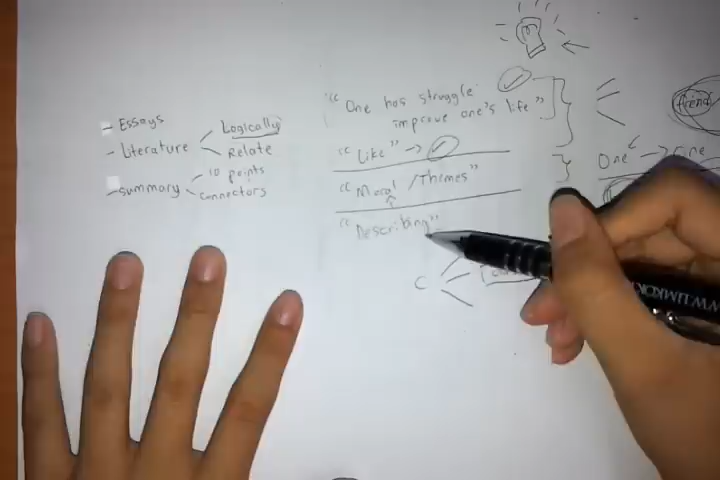 - Essays
- Literature
Logically
Relate
- summary
10 points
connectors
"One has struggle
improve one's life"
"Like" →
"Moral / Themes"
"Describing"
C
friend
One →